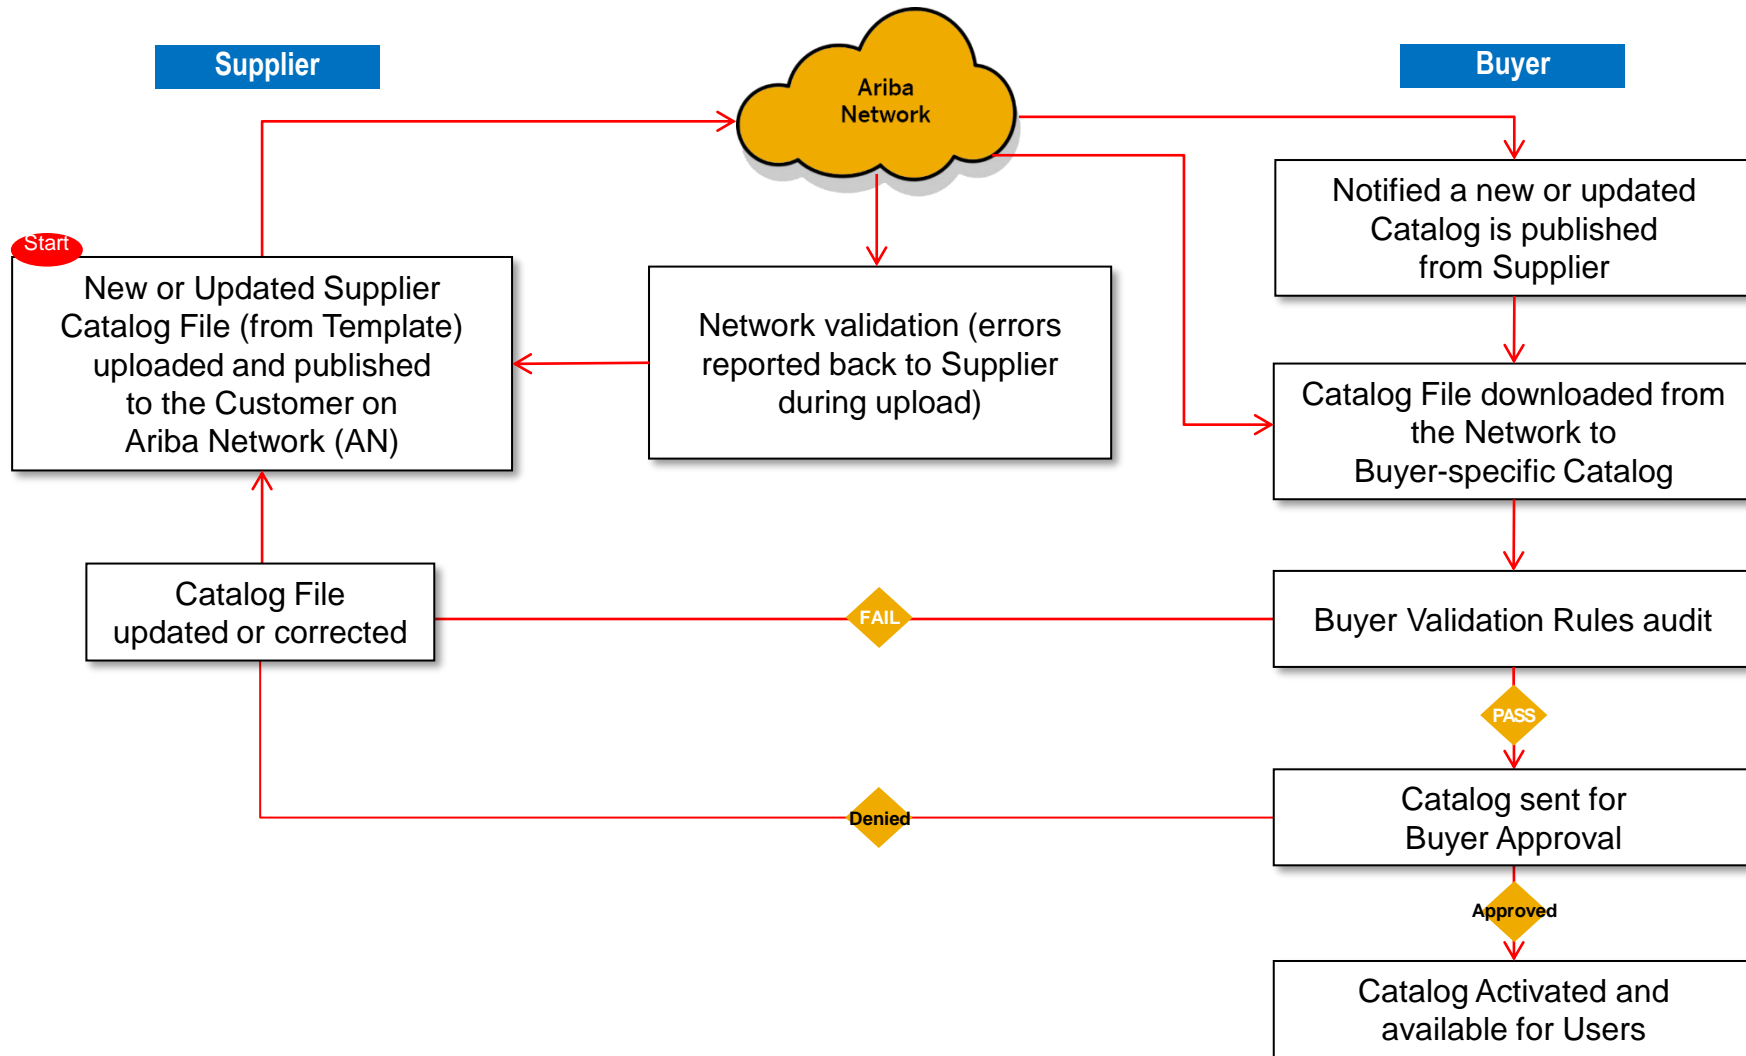 Supplier
Ariba
Network
Buyer
Start
New or Updated Supplier
Catalog File (from Template)
uploaded and published
to the Customer on
Ariba Network (AN)
Network validation (errors
reported back to Supplier
during upload)
Notified a new or updated
Catalog is published
from Supplier
Catalog File downloaded from
the Network to
Buyer-specific Catalog
Catalog File
updated or corrected
FAIL
Buyer Validation Rules audit
PASS
Denied
Catalog sent for
Buyer Approval
Approved
Catalog Activated and
available for Users